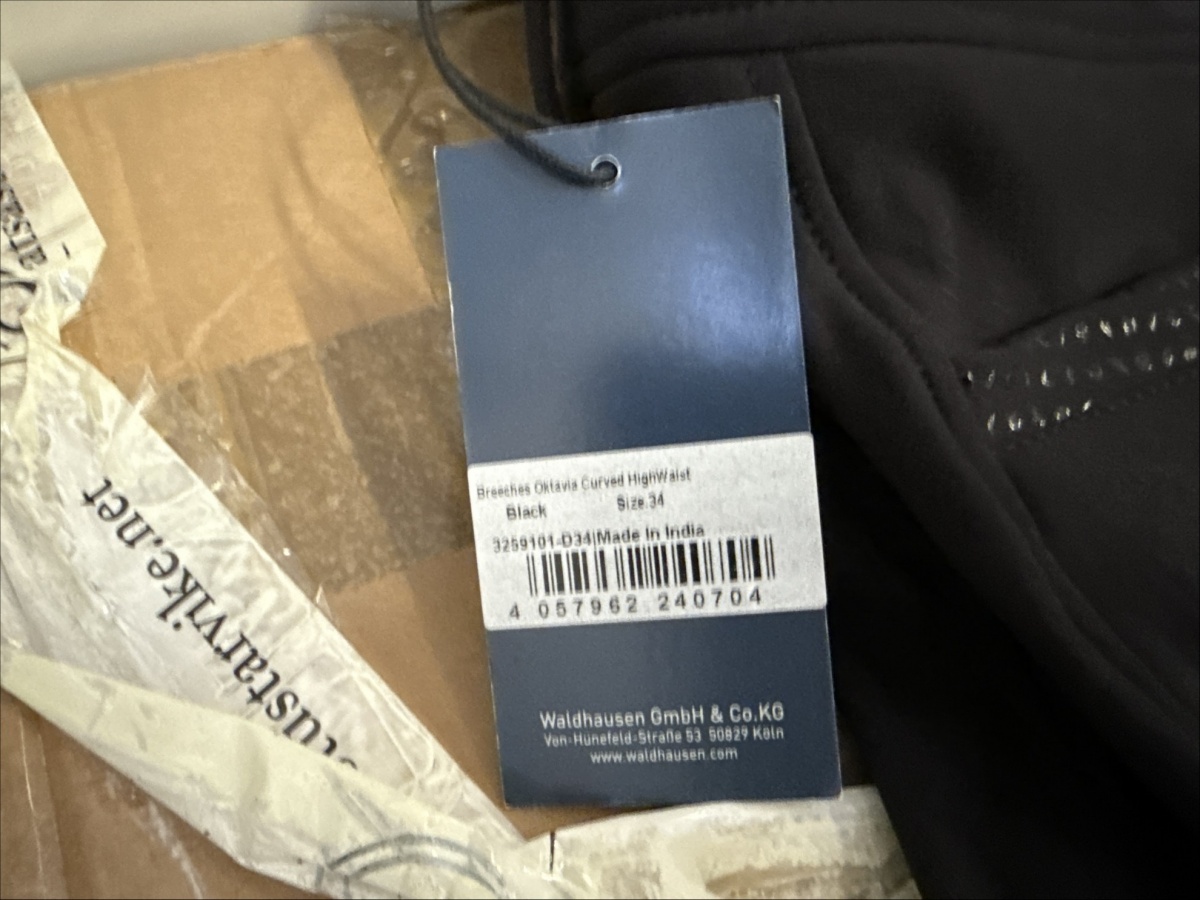 Breeches Oktavia Curved HighWaist
Black Size.34
3259101-D34|Made In India
4 057962 240704
Waldhausen GmbH & Co.KG
Von-Hünefeld-Straße 53 50829 Köln
www.waldhausen.com
custarvike.net